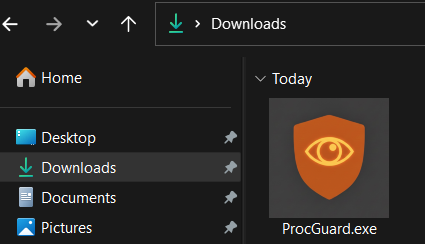 Downloads
Home
Desktop
Downloads
Documents
Pictures
Today
ProcGuard.exe